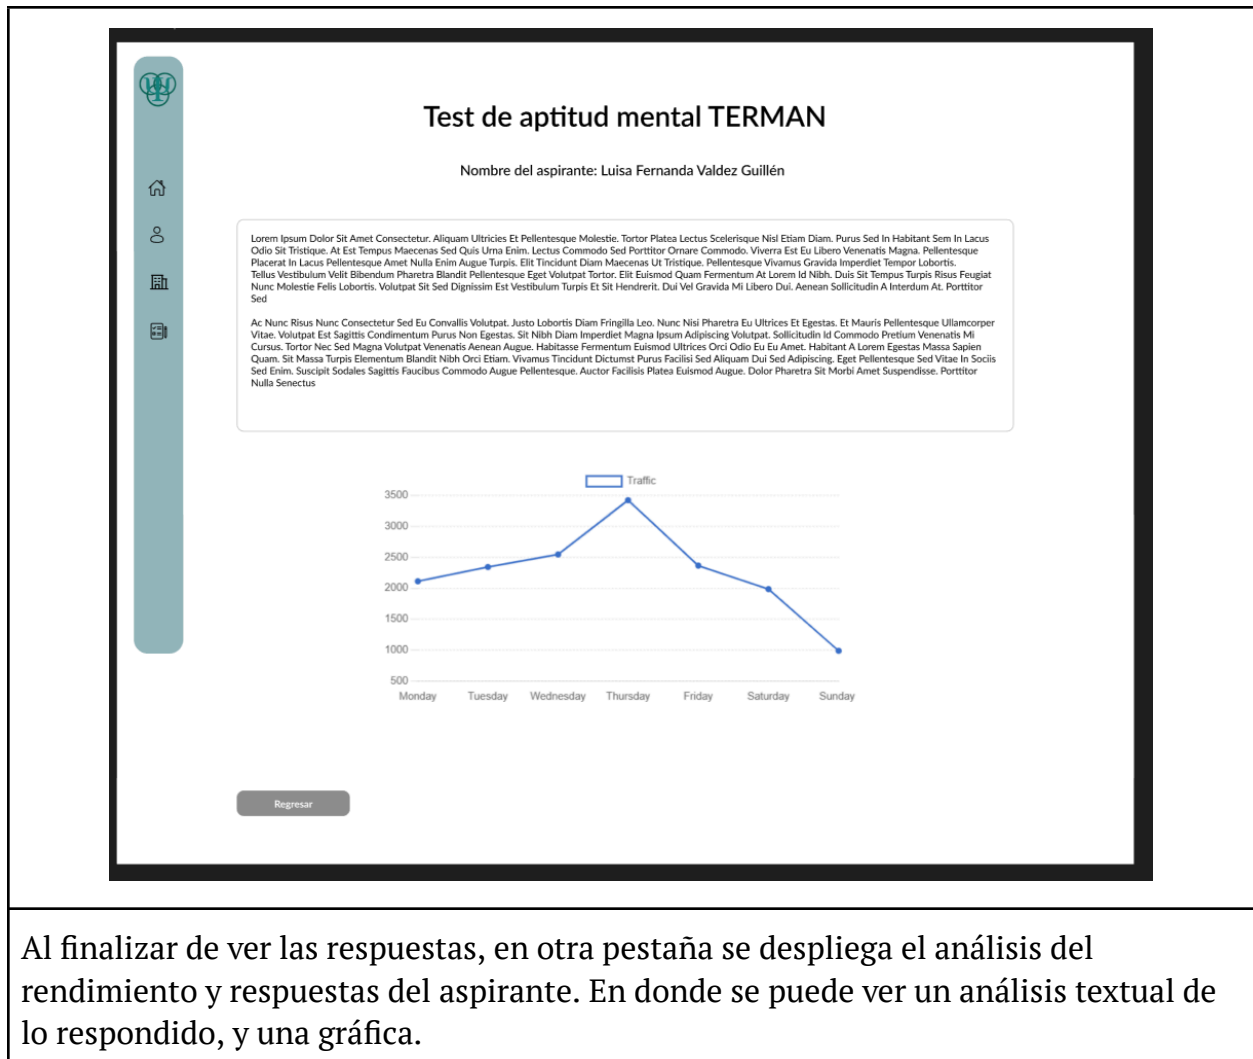 Test de aptitud mental TERMAN
Nombre del aspirante: Luisa Fernanda Valdez Guillén
Lorem Ipsum Dolor Sit Amet Consectetur. Aliquam Ultricies Et Pellentesque Molestie. Tortor Platea Lectus Scelerisque Nisl Etiam Diam. Purus Sed In Habitant Sem In Lacus
Odio Sit Tristique. At Est Tempus Maecenas Sed Quis Urna Enim. Lectus Commodo Sed Porttitor Ornare Commodo. Viverra Est Eu Libero Venenatis Magna. Pellentesque
Placerat In Lacus Pellentesque Amet Nulla Enim Augue Turpis. Elit Tincidunt Diam Maecenas Ut Tristique. Pellentesque Vivamus Gravida Imperdiet Tempor Lobortis.
Tellus Vestibulum Velit Bibendum Pharetra Blandit Pellentesque Eget Volutpat Tortor. Elit Euismod Quam Fermentum At Lorem Id Nibh. Duis Sit Tempus Turpis Risus Feugiat
Nunc Molestie Felis Lobortis. Volutpat Sit Sed Dignissim Est Vestibulum Turpis Et Sit Hendrerit. Dui Vel Gravida Mi Libero Dui. Aenean Sollicitudin A Interdum At. Porttitor
Sed
Ac Nunc Risus Nunc Consectetur Sed Eu Convallis Volutpat. Justo Lobortis Diam Fringilla Leo. Nunc Nisi Pharetra Eu Ultrices Et Egestas. Et Mauris Pellentesque Ullamcorper
Vitae. Volutpat Est Sagittis Condimentum Purus Non Egestas. Sit Nibh Diam Imperdiet Magna Ipsum Adipiscing Volutpat. Sollicitudin Id Commodo Pretium Venenatis Mi
Cursus. Tortor Nec Sed Magna Volutpat Venenatis Aenean Augue. Habitasse Fermentum Euismod Ultrices Orci Odio Eu Eu Amet. Habitant A Lorem Egestas Massa Sapien
Quam. Sit Massa Turpis Elementum Blandit Nibh Orci Etiam. Vivamus Tincidunt Dictumst Purus Facilisi Sed Aliquam Dui Sed Adipiscing. Eget Pellentesque Sed Vitae In Sociis
Sed Enim. Suscipit Sodales Sagittis Faucibus Commodo Augue Pellentesque. Auctor Facilisis Platea Euismod Augue. Dolor Pharetra Sit Morbi Amet Suspendisse. Porttitor
Nulla Senectus
Traffic
3500
3000
2500
2000
1500
1000
500
Monday Tuesday Wednesday Thursday Friday Saturday Sunday
Regresar
Al finalizar de ver las respuestas, en otra pestaña se despliega el análisis del
rendimiento y respuestas del aspirante. En donde se puede ver un análisis textual de
lo respondido, y una gráfica.